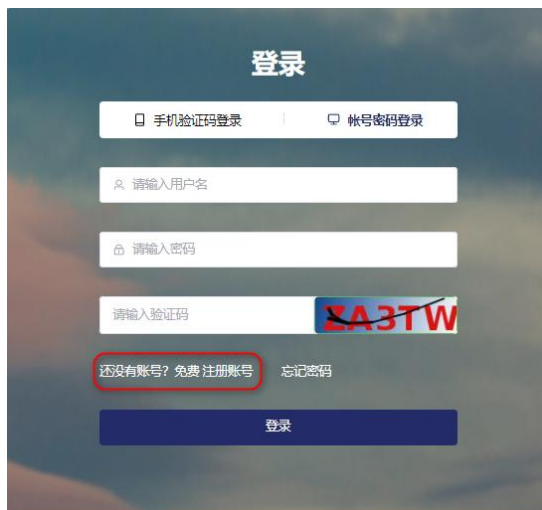 登录
手机验证码登录 帐号密码登录
请输入用户名
请输入密码
请输入验证码 ZA3TW
还没有账号？免费 注册账号 忘记密码
登录